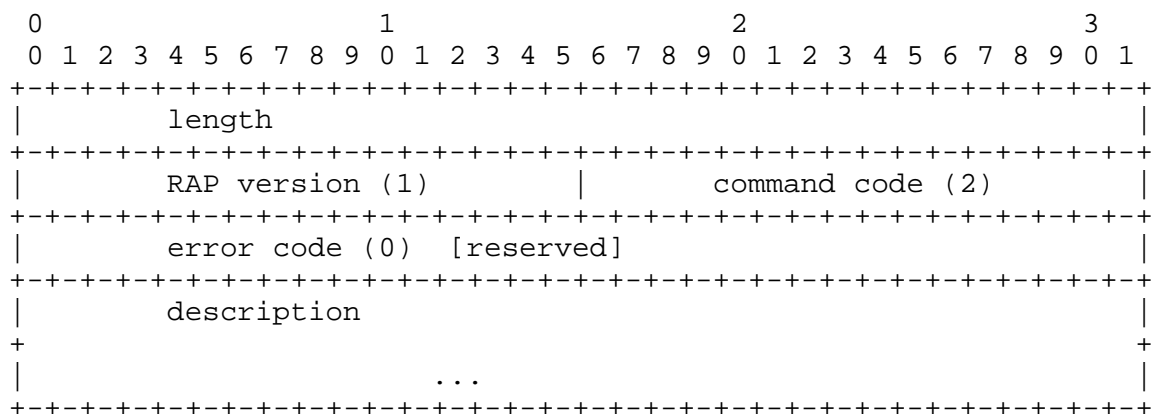 0                   1                   2                   3
 0 1 2 3 4 5 6 7 8 9 0 1 2 3 4 5 6 7 8 9 0 1 2 3 4 5 6 7 8 9 0 1
+-+-+-+-+-+-+-+-+-+-+-+-+-+-+-+-+-+-+-+-+-+-+-+-+-+-+-+-+-+-+-+-+
|        length                                                 |
+-+-+-+-+-+-+-+-+-+-+-+-+-+-+-+-+-+-+-+-+-+-+-+-+-+-+-+-+-+-+-+-+
|        RAP version (1)        |       command code (2)        |
+-+-+-+-+-+-+-+-+-+-+-+-+-+-+-+-+-+-+-+-+-+-+-+-+-+-+-+-+-+-+-+-+
|        error code (0)  [reserved]                             |
+-+-+-+-+-+-+-+-+-+-+-+-+-+-+-+-+-+-+-+-+-+-+-+-+-+-+-+-+-+-+-+-+
|        description                                            |
+                                                               +
|                       ...                                     |
+-+-+-+-+-+-+-+-+-+-+-+-+-+-+-+-+-+-+-+-+-+-+-+-+-+-+-+-+-+-+-+-+